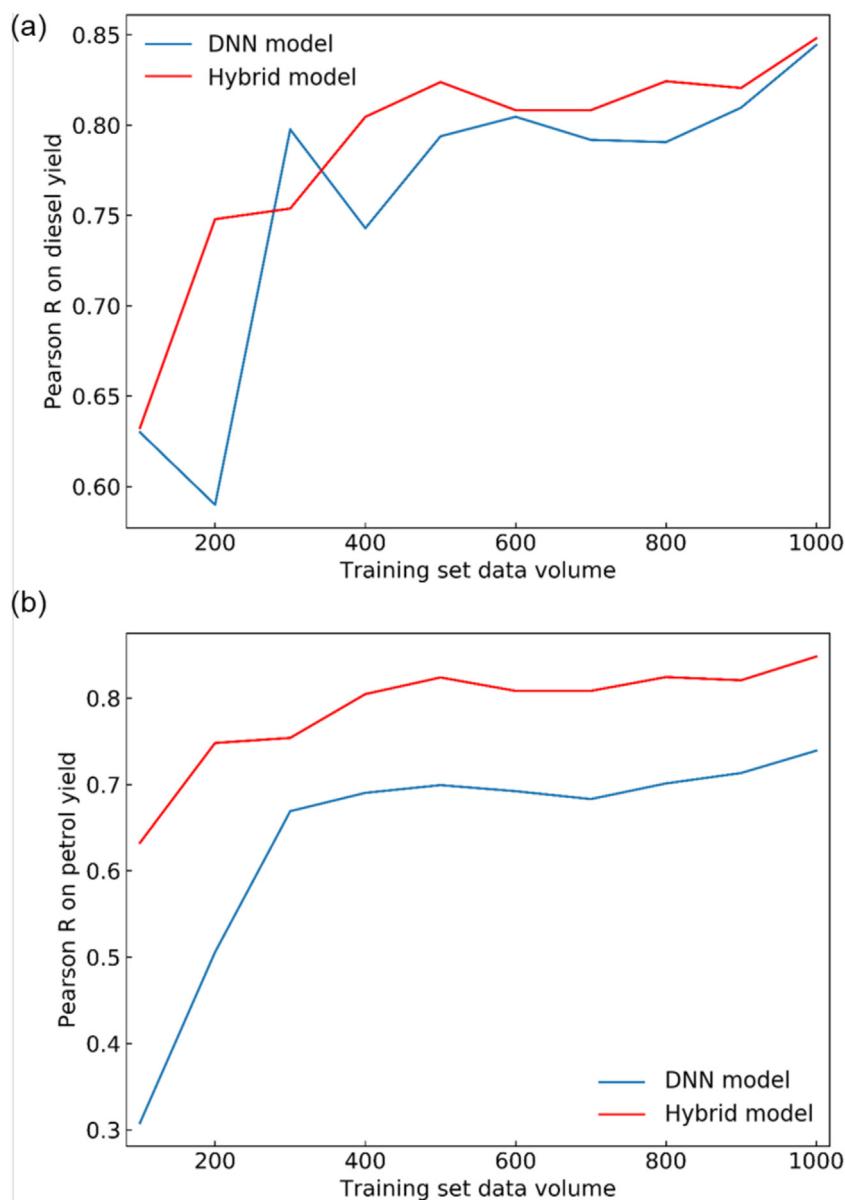 (a)
DNN model
Hybrid model
Pearson R on diesel yield
0.85
0.80
0.75
0.70
0.65
0.60
200 400 600 800 1000
Training set data volume
(b)
Pearson R on petrol yield
0.8
0.7
0.6
0.5
0.4
0.3
DNN model
Hybrid model
200 400 600 800 1000
Training set data volume